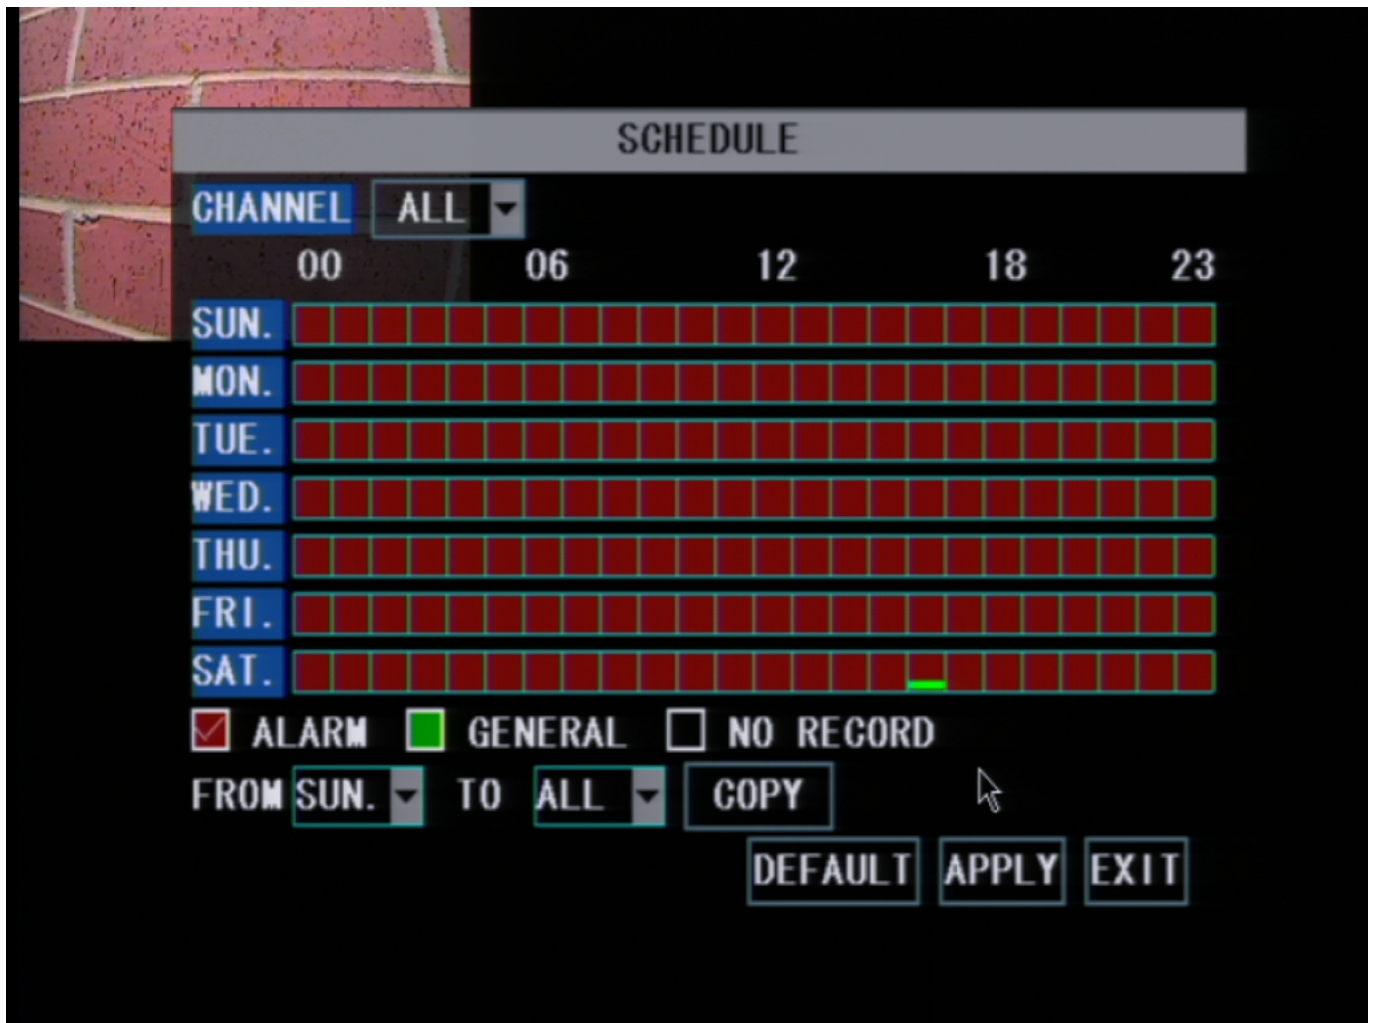 SCHEDULE
CHANNEL ALL
00 06 12 18 23
SUN.
MON.
TUE.
WED.
THU.
FRI.
SAT.
ALARM GENERAL NO RECORD
FROM SUN. TO ALL COPY
DEFAULT APPLY EXIT